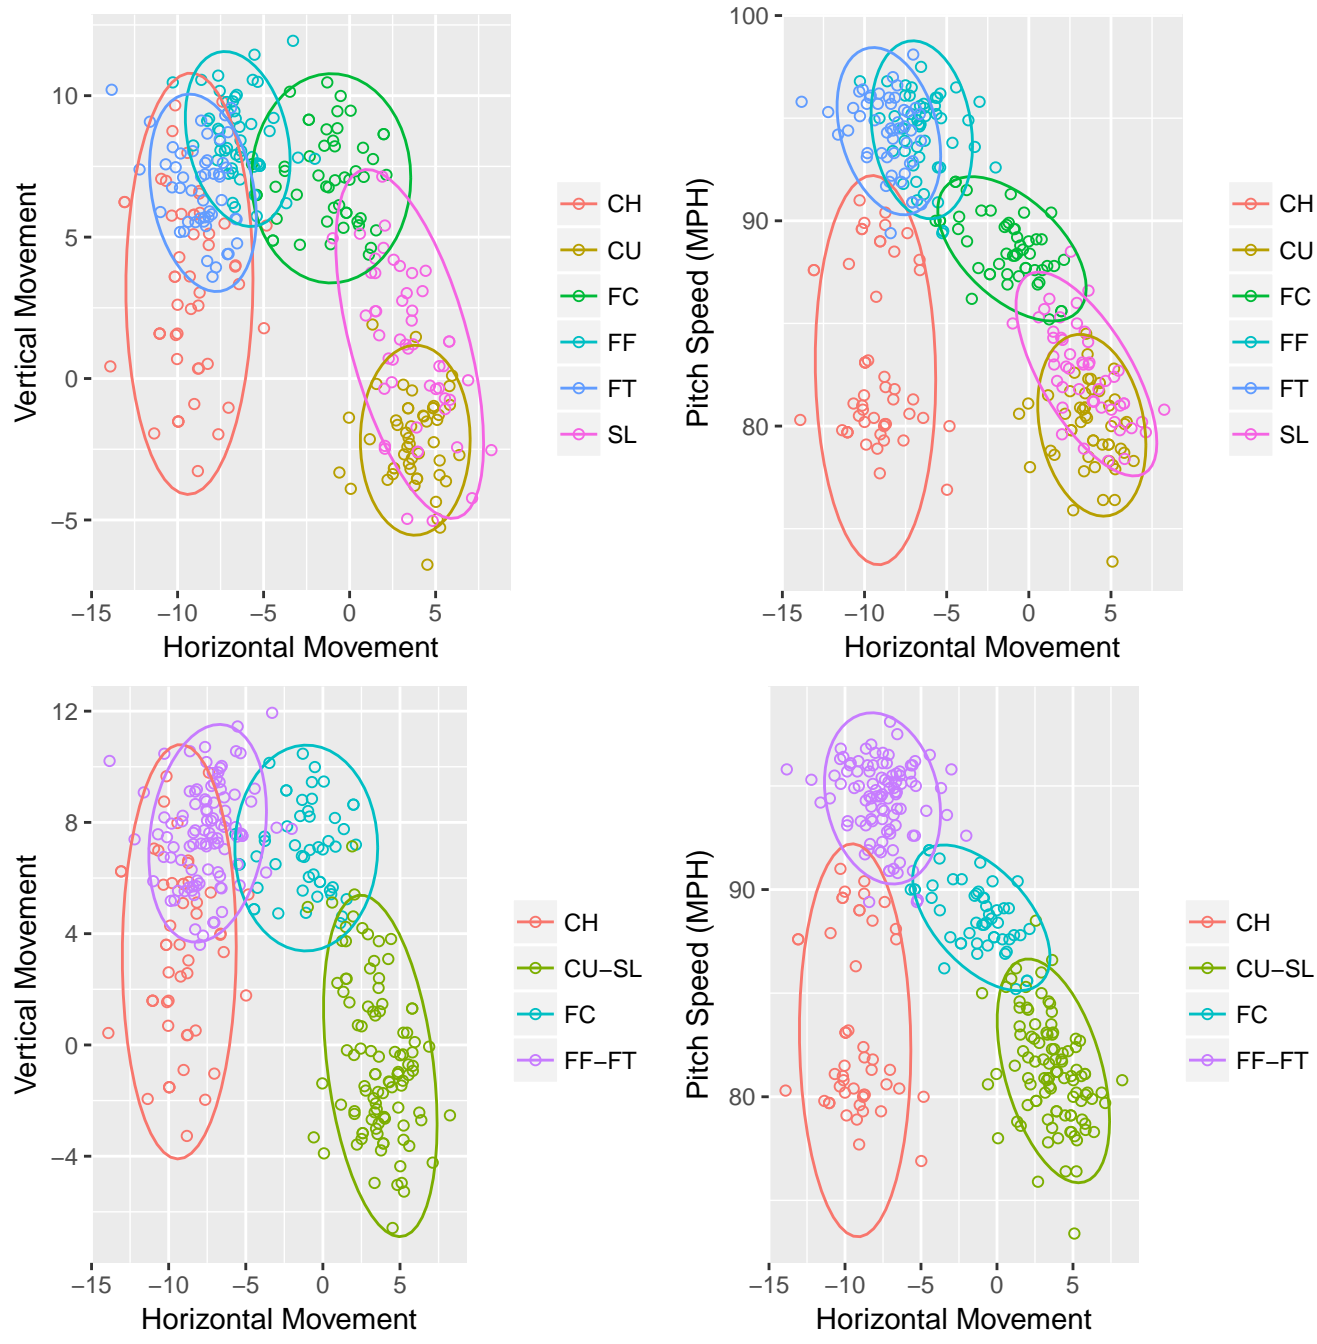 10
5
0
−5
−15
−10
−5
0
5
Horizontal Movement
Vertical Movement
CH
CU
FC
FF
FT
SL
100
90
80
−15
−10
−5
0
5
Horizontal Movement
Pitch Speed (MPH)
CH
CU
FC
FF
FT
SL
12
8
4
0
−4
−15
−10
−5
0
5
Horizontal Movement
Vertical Movement
CH
CU−SL
FC
FF−FT
90
80
−15
−10
−5
0
5
Horizontal Movement
Pitch Speed (MPH)
CH
CU−SL
FC
FF−FT